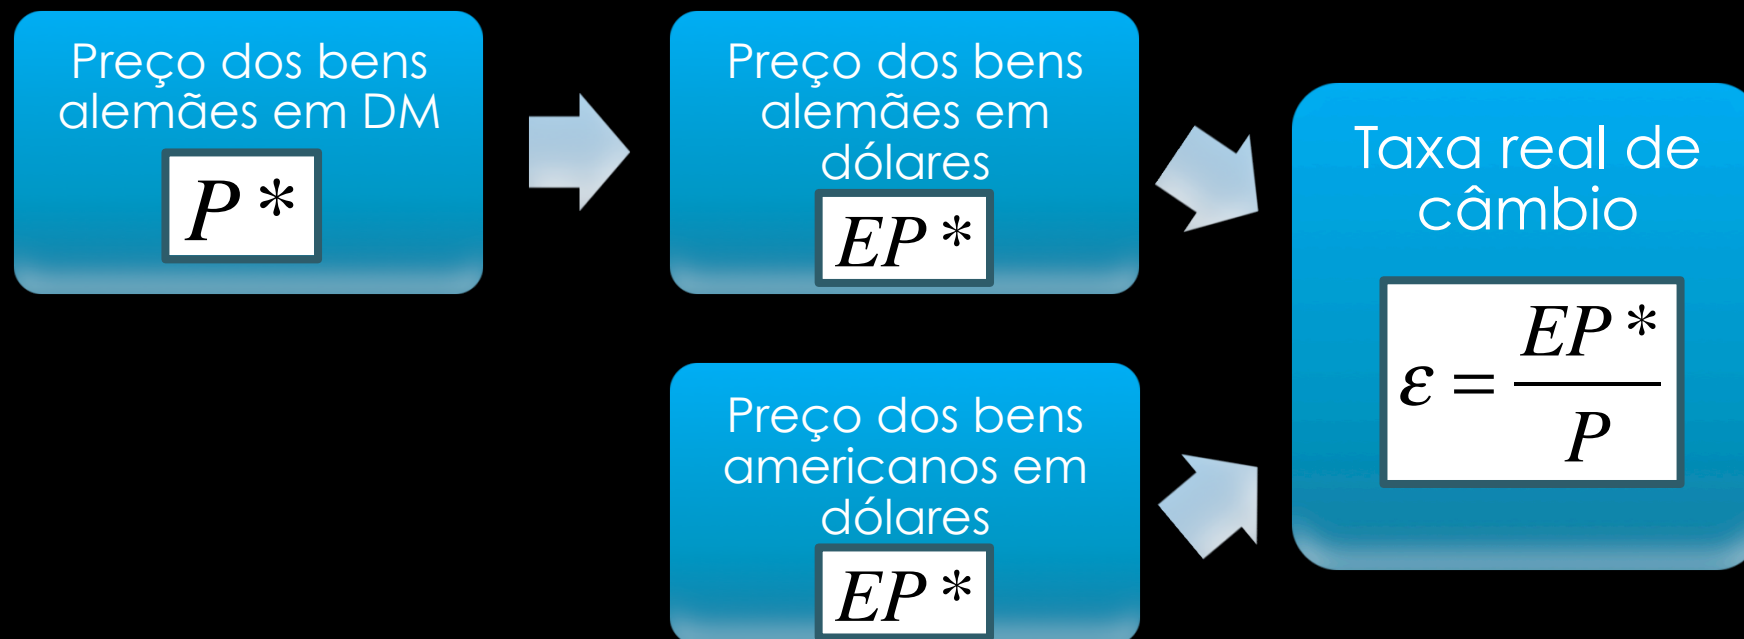 Preço dos bens
alemães em DM
P *
Preço dos bens
alemães em
dólares
EP *
Preço dos bens
americanos em
dólares
EP *
Taxa real de
câmbio
ε = EP * / P